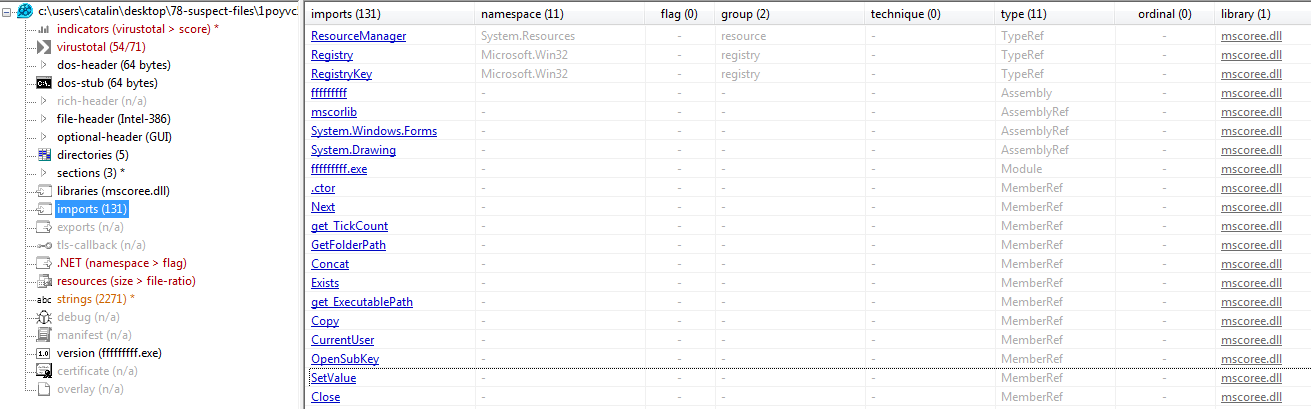 c:\users\catalin\desktop\78-suspect-files\1poyvc.
indicators (virustotal > score) *
virustotal (54/71)
dos-header (64 bytes)
dos-stub (64 bytes)
rich-header (n/a)
file-header (Intel-386)
optional-header (GUI)
directories (5)
sections (3) *
libraries (mscoree.dll)
imports (131)
exports (n/a)
tls-callback (n/a)
.NET (namespace > flag)
resources (size > file-ratio)
abc strings (2271) *
debug (n/a)
manifest (n/a)
1.0 version (fffffffff.exe)
certificate (n/a)
overlay (n/a)
imports (131) namespace (11) flag (0) group (2) technique (0) type (11) ordinal (0) library (1)
ResourceManager System.Resources - resource - TypeRef - mscoree.dll
Registry Microsoft.Win32 - registry - TypeRef - mscoree.dll
RegistryKey Microsoft.Win32 - registry - TypeRef - mscoree.dll
fffffffff - - - - Assembly - mscoree.dll
mscorlib - - - - AssemblyRef - mscoree.dll
System.Windows.Forms - - - - AssemblyRef - mscoree.dll
System.Drawing - - - - AssemblyRef - mscoree.dll
fffffffff.exe - - - - Module - mscoree.dll
.ctor - - - - MemberRef - mscoree.dll
Next - - - - MemberRef - mscoree.dll
get_TickCount - - - - MemberRef - mscoree.dll
GetFolderPath - - - - MemberRef - mscoree.dll
Concat - - - - MemberRef - mscoree.dll
Exists - - - - MemberRef - mscoree.dll
get_ExecutablePath - - - - MemberRef - mscoree.dll
Copy - - - - MemberRef - mscoree.dll
CurrentUser - - - - MemberRef - mscoree.dll
OpenSubKey - - - - MemberRef - mscoree.dll
SetValue - - - - MemberRef - mscoree.dll
Close - - - - MemberRef - mscoree.dll